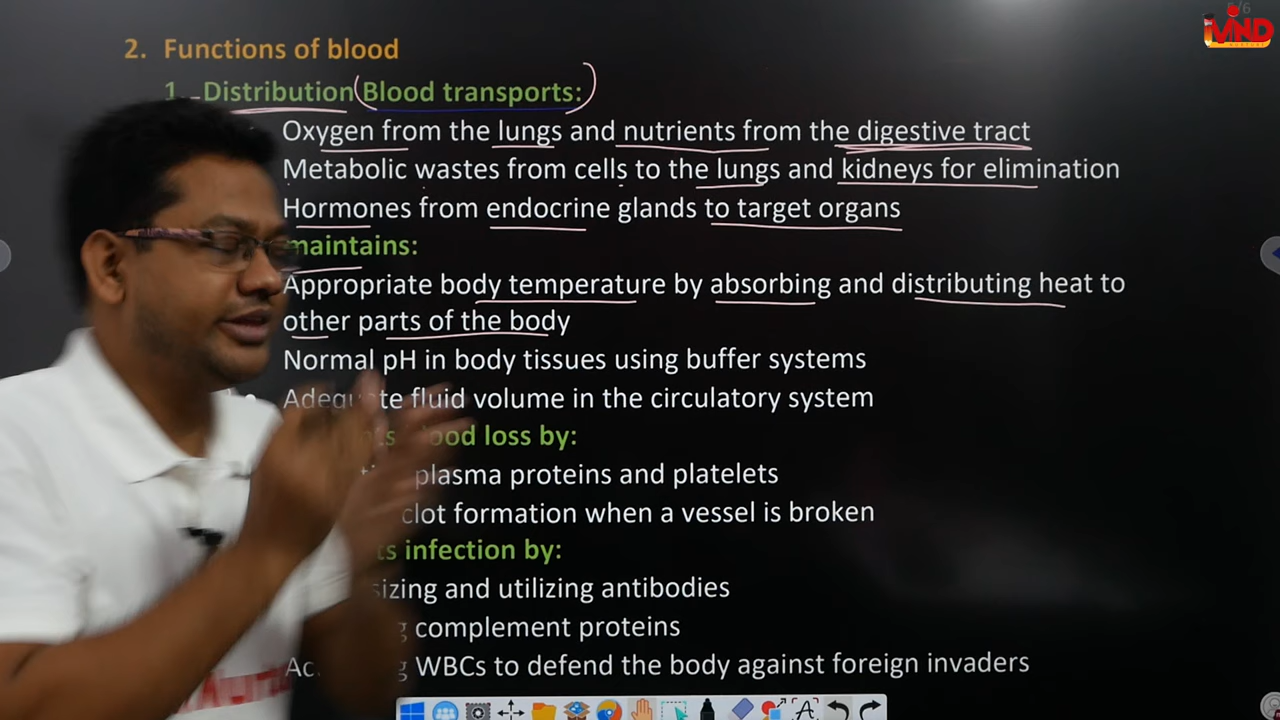 /6
iMND
2. Functions of blood
1. Distribution (Blood transports:)
Oxygen from the lungs and nutrients from the digestive tract
Metabolic wastes from cells to the lungs and kidneys for elimination
Hormones from endocrine glands to target organs
maintains:
Appropriate body temperature by absorbing and distributing heat to
other parts of the body
Normal pH in body tissues using buffer systems
fluid volume in the circulatory system
loss by:
plasma proteins and platelets
clot formation when a vessel is broken
infection by:
and utilizing antibodies
complement proteins
WBCs to defend the body against foreign invaders